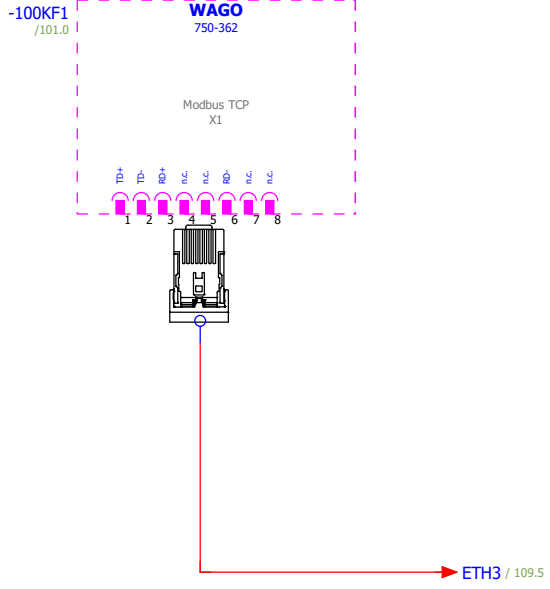 -100KF1
/101.0
WAGO
750-362
Modbus TCP
X1
TD+ TD- RD+ n.c. n.c. RD- n.c. n.c.
1 2 3 4 5 6 7 8
ETH3 / 109.5